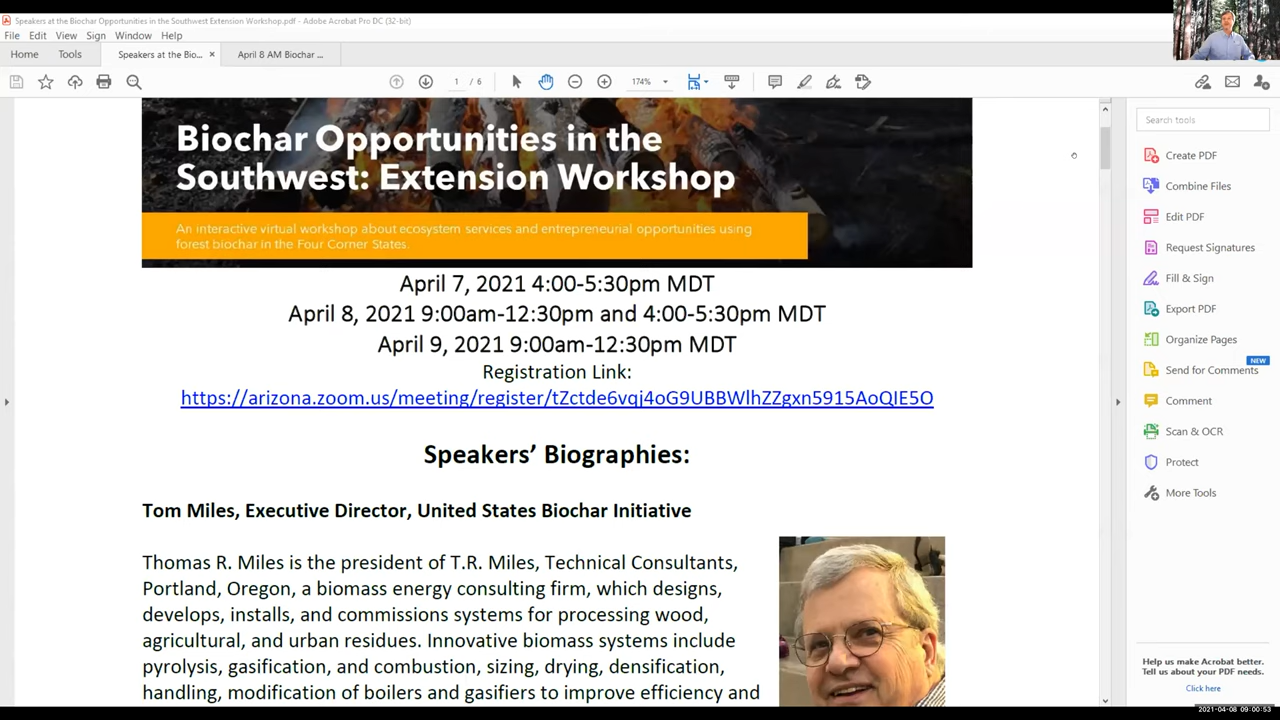 Speakers at the Biochar Opportunities in the Southwest Extension Workshop.pdf - Adobe Acrobat Pro DC (32-bit)
File Edit View Sign Window Help
Home Tools Speakers at the Bio... × April 8 AM Biochar ...
1 / 6 174%
Biochar Opportunities in the
Southwest: Extension Workshop
An interactive virtual workshop about ecosystem services and entrepreneurial opportunities using
forest biochar in the Four Corner States.
April 7, 2021 4:00-5:30pm MDT
April 8, 2021 9:00am-12:30pm and 4:00-5:30pm MDT
April 9, 2021 9:00am-12:30pm MDT
Registration Link:
https://arizona.zoom.us/meeting/register/tZctde6vqj4oG9UBBWlhZZgxn5915AoQIE5O
Speakers’ Biographies:
Tom Miles, Executive Director, United States Biochar Initiative
Thomas R. Miles is the president of T.R. Miles, Technical Consultants,
Portland, Oregon, a biomass energy consulting firm, which designs,
develops, installs, and commissions systems for processing wood,
agricultural, and urban residues. Innovative biomass systems include
pyrolysis, gasification, and combustion, sizing, drying, densification,
handling, modification of boilers and gasifiers to improve efficiency and
Search tools
Create PDF
Combine Files
Edit PDF
Request Signatures
Fill & Sign
Export PDF
Organize Pages
NEW
Send for Comments
Comment
Scan & OCR
Protect
More Tools
Help us make Acrobat better.
Tell us about your PDF needs.
Click here
2021-04-08 09:00:53